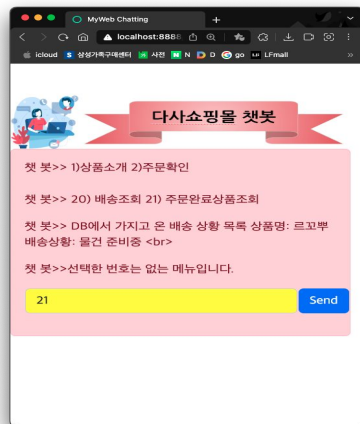 MyWeb Chatting
localhost:8888
icloud S 삼성가족구매센터 사전 N N D D G go LFmall
다사쇼핑몰 챗봇
챗 봇>> 1)상품소개 2)주문확인
챗 봇>> 20) 배송조회 21) 주문완료상품조회
챗 봇>> DB에서 가지고 온 배송 상황 목록 상품명: 르꼬뿌
배송상황: 물건 준비중 <br>
챗 봇>>선택한 번호는 없는 메뉴입니다.
21 Send